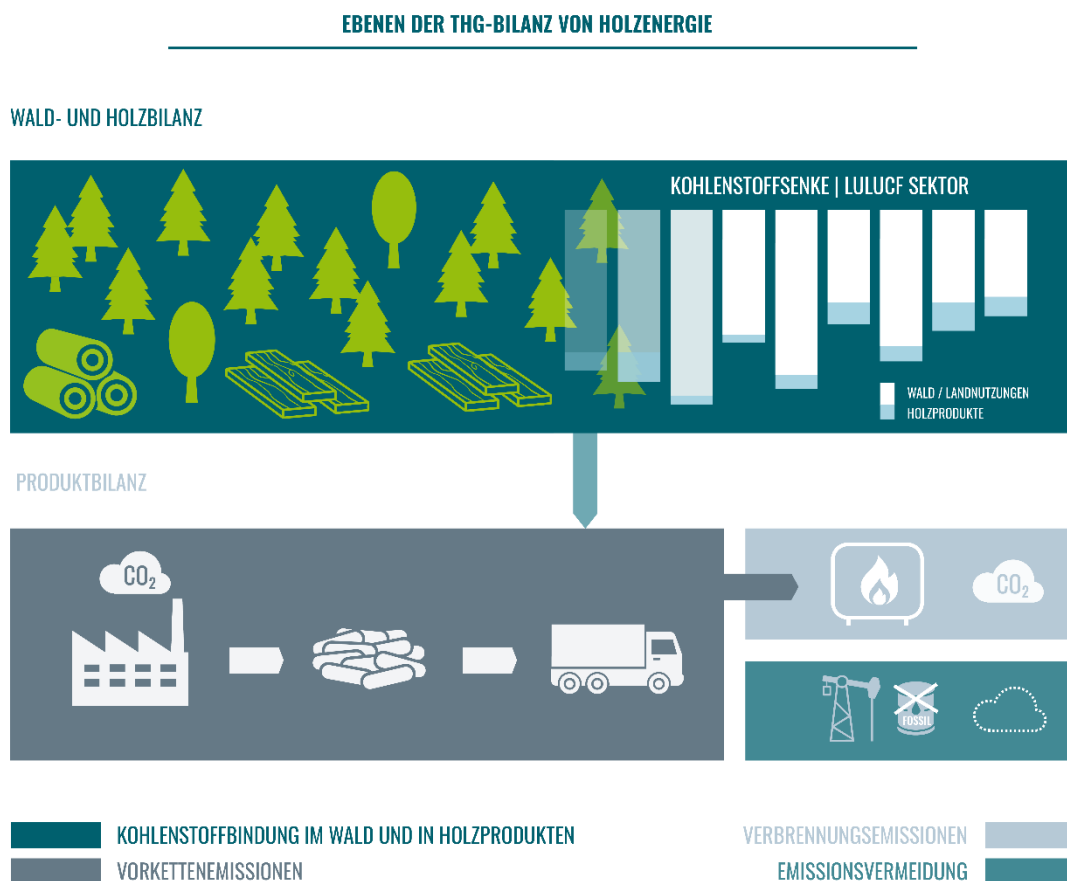 EBENEN DER THG-BILANZ VON HOLZENERGIE
WALD- UND HOLZBILANZ
KOHLENSTOFFSENKE | LULUCF SEKTOR
WALD / LANDNUTZUNGEN
HOLZPRODUKTE
PRODUKTBILANZ
CO₂
CO₂
FOSSIL
KOHLENSTOFFBINDUNG IM WALD UND IN HOLZPRODUKTEN
VORKETTENEMISSIONEN
VERBRENNUNGSEMISSIONEN
EMISSIONSVERMEIDUNG